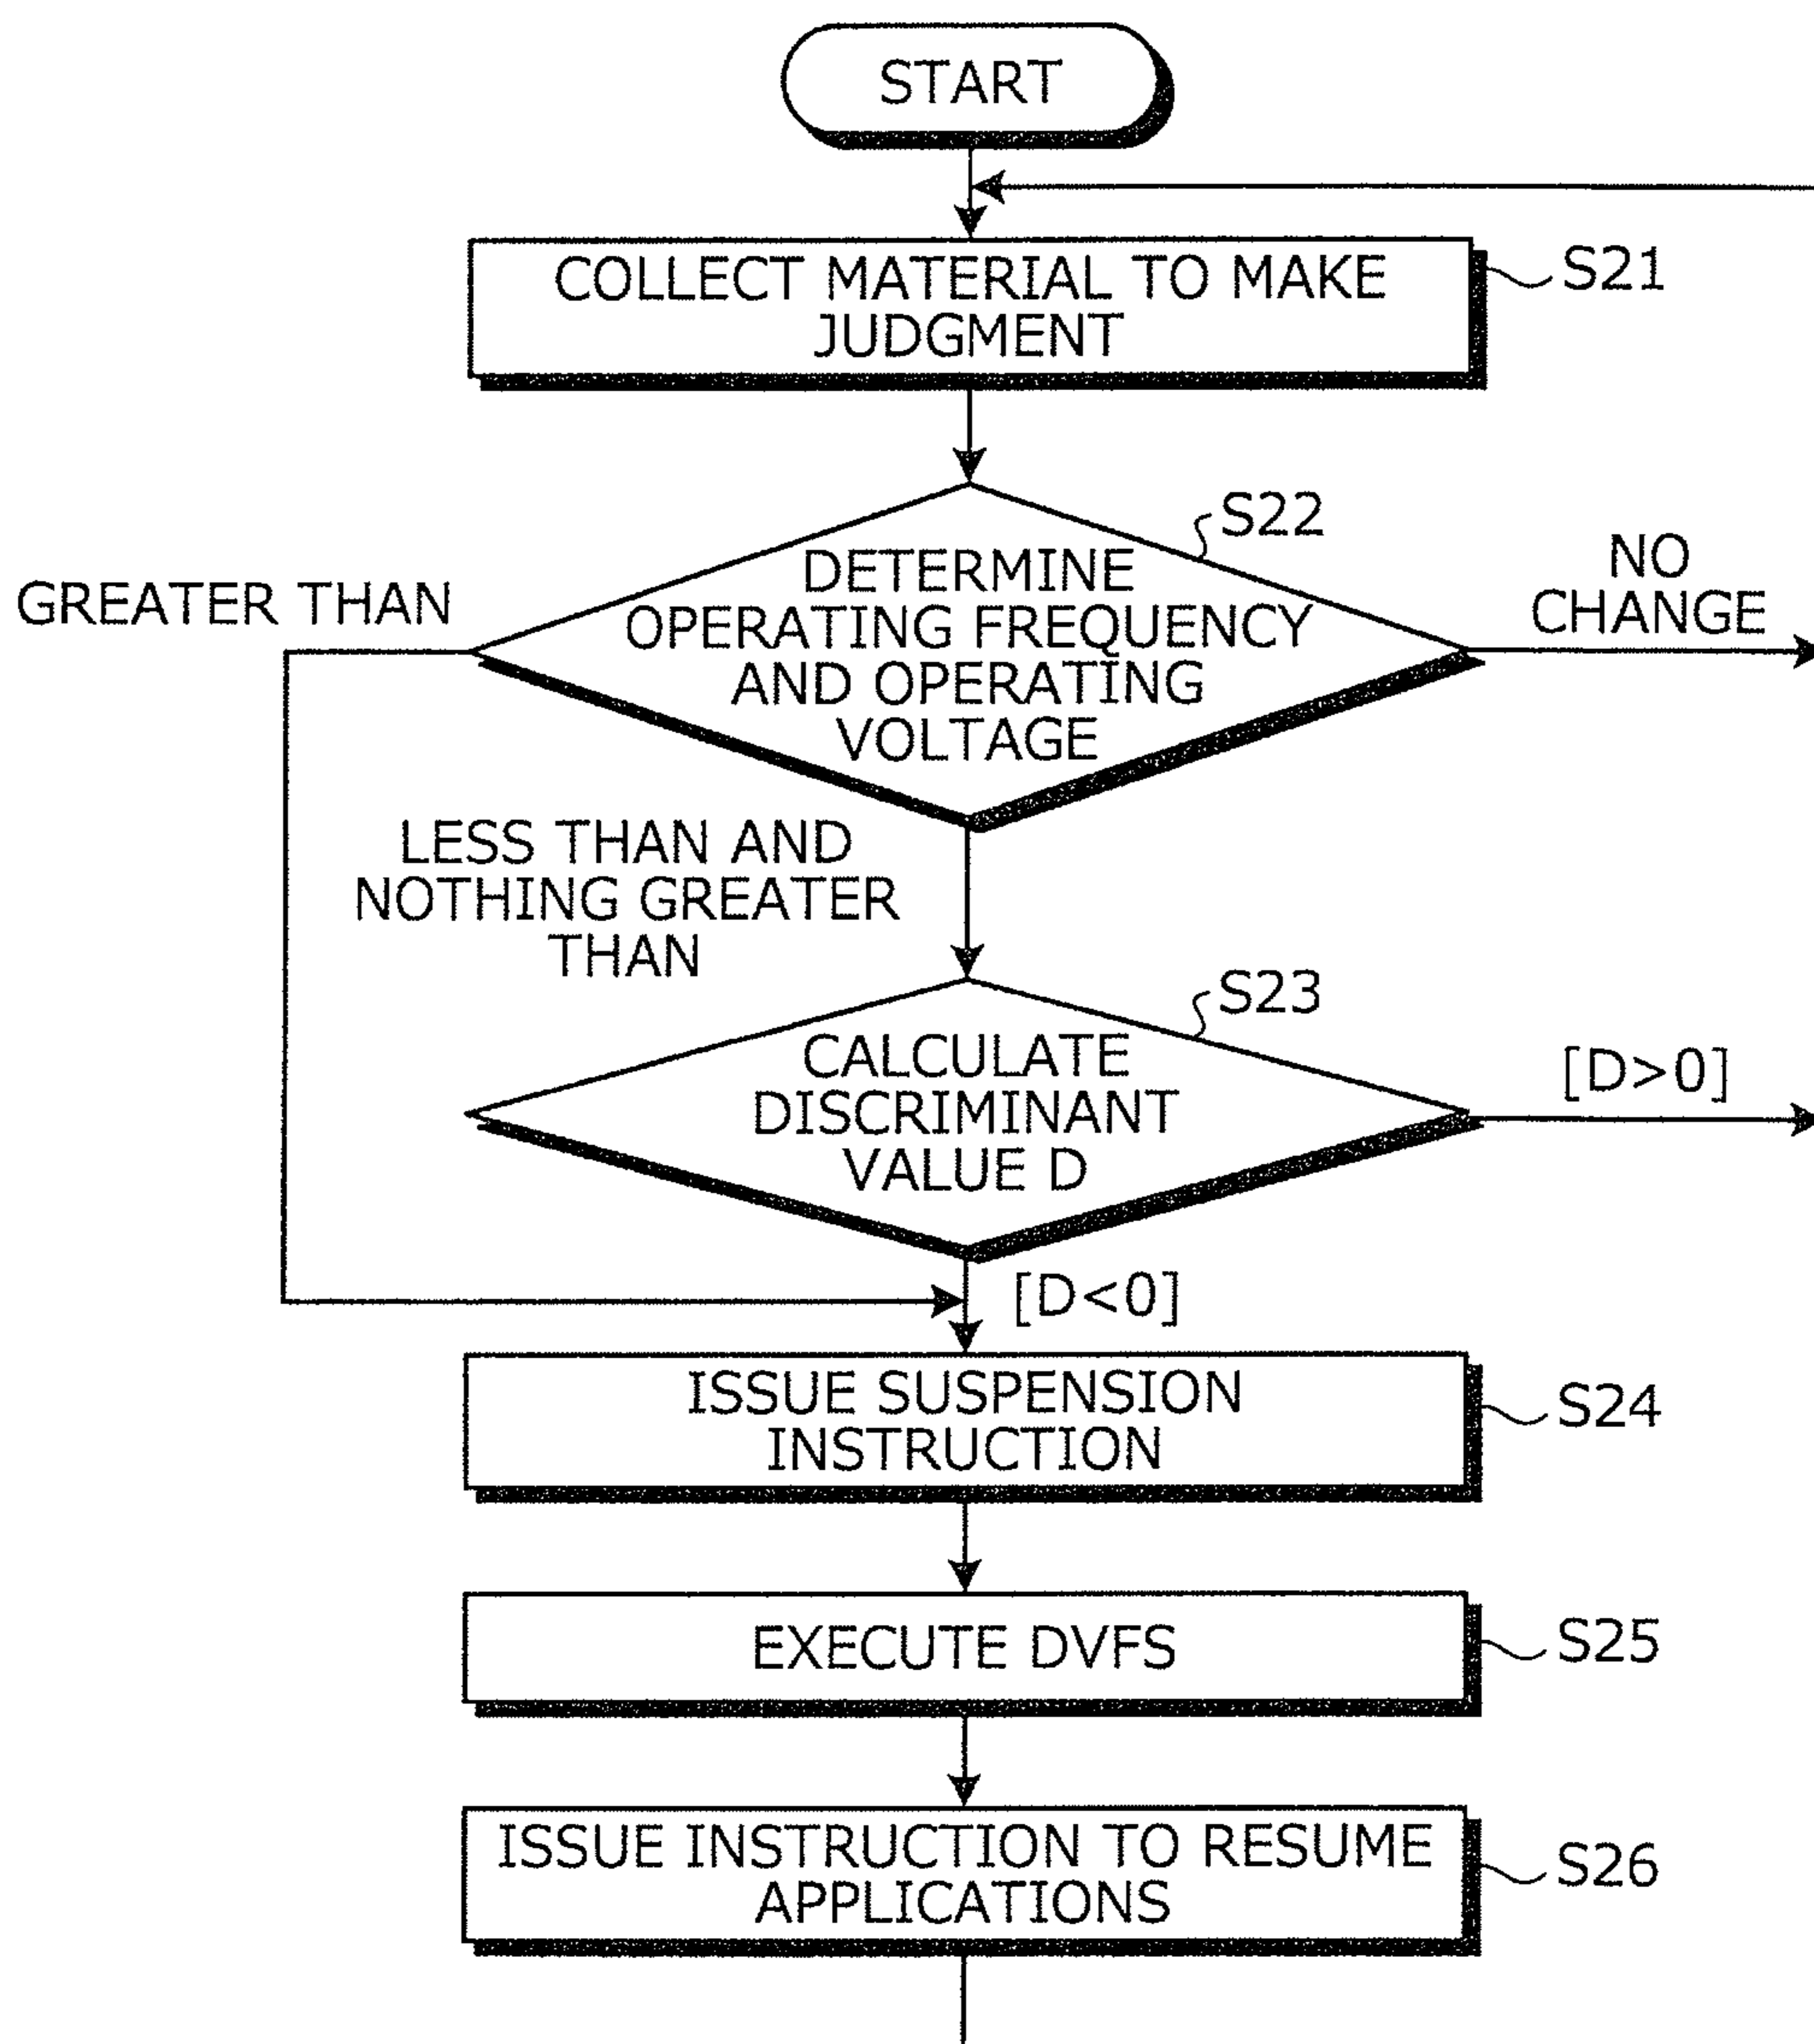 START
COLLECT MATERIAL TO MAKE
JUDGMENT
S21
S22
DETERMINE
OPERATING FREQUENCY
AND OPERATING
VOLTAGE
GREATER THAN
NO
CHANGE
LESS THAN AND
NOTHING GREATER
THAN
S23
CALCULATE
DISCRIMINANT
VALUE D
[D>0]
[D<0]
ISSUE SUSPENSION
INSTRUCTION
S24
EXECUTE DVFS
S25
ISSUE INSTRUCTION TO RESUME
APPLICATIONS
S26